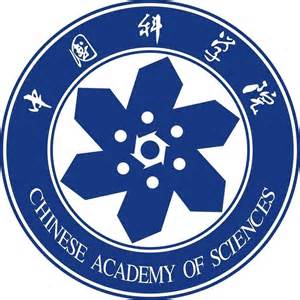 中国科学院
CHINESE ACADEMY OF SCIENCES